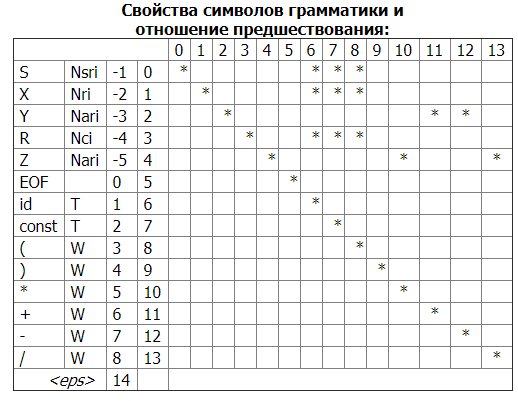 Свойства символов грамматики и
отношение предшествования:
0 1 2 3 4 5 6 7 8 9 10 11 12 13
S Nsri -1 0 * * * *
X Nri -2 1 * * * *
Y Nari -3 2 * * *
R Nci -4 3 * * * *
Z Nari -5 4 * * *
EOF 0 5 *
id T 1 6 *
const T 2 7 *
( W 3 8 *
) W 4 9 *
* W 5 10 *
+ W 6 11 *
- W 7 12 *
/ W 8 13 *
<eps> 14